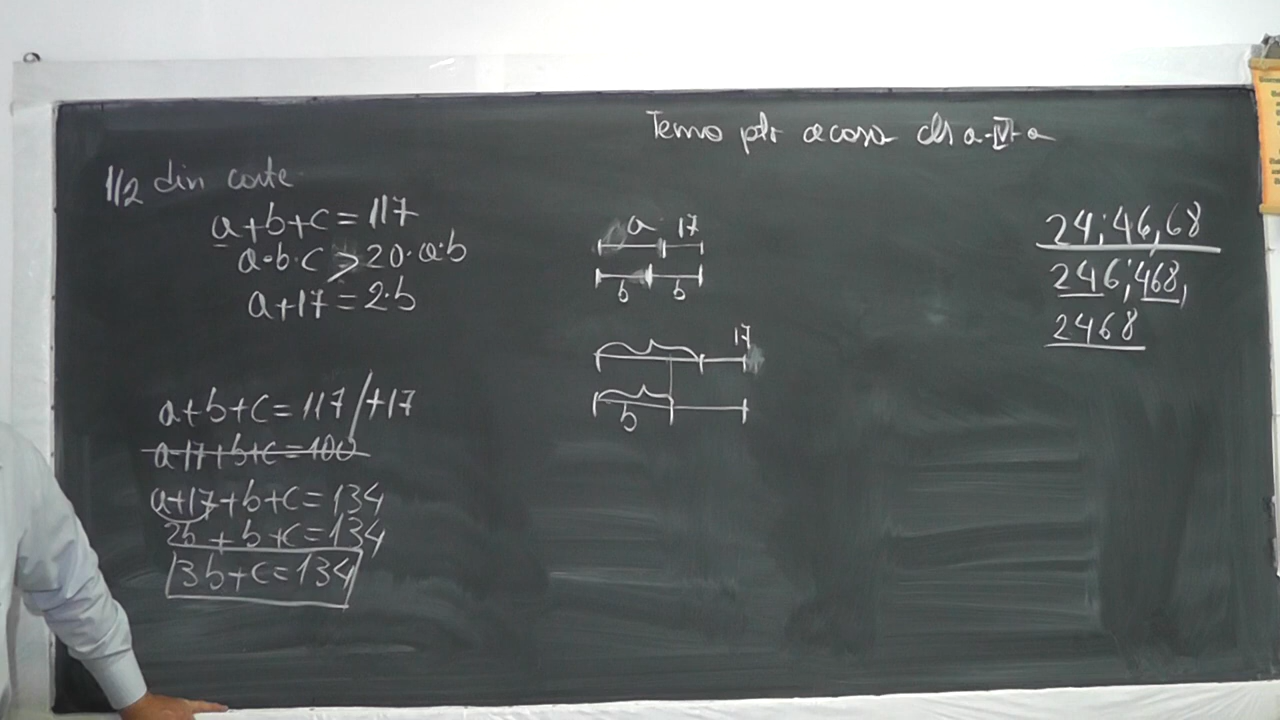 Tema ptr acasa cls a-IV-a
1/2 din carte
a+b+c=117
a·b·c>20·a·b
a+17=2·b
a+b+c=117/+17
a-17+b+c=100
a+17+b+c=134
2b+b+c=134
3b+c=134
a 17
b b
17
b
24; 46, 68
246; 468,
2468